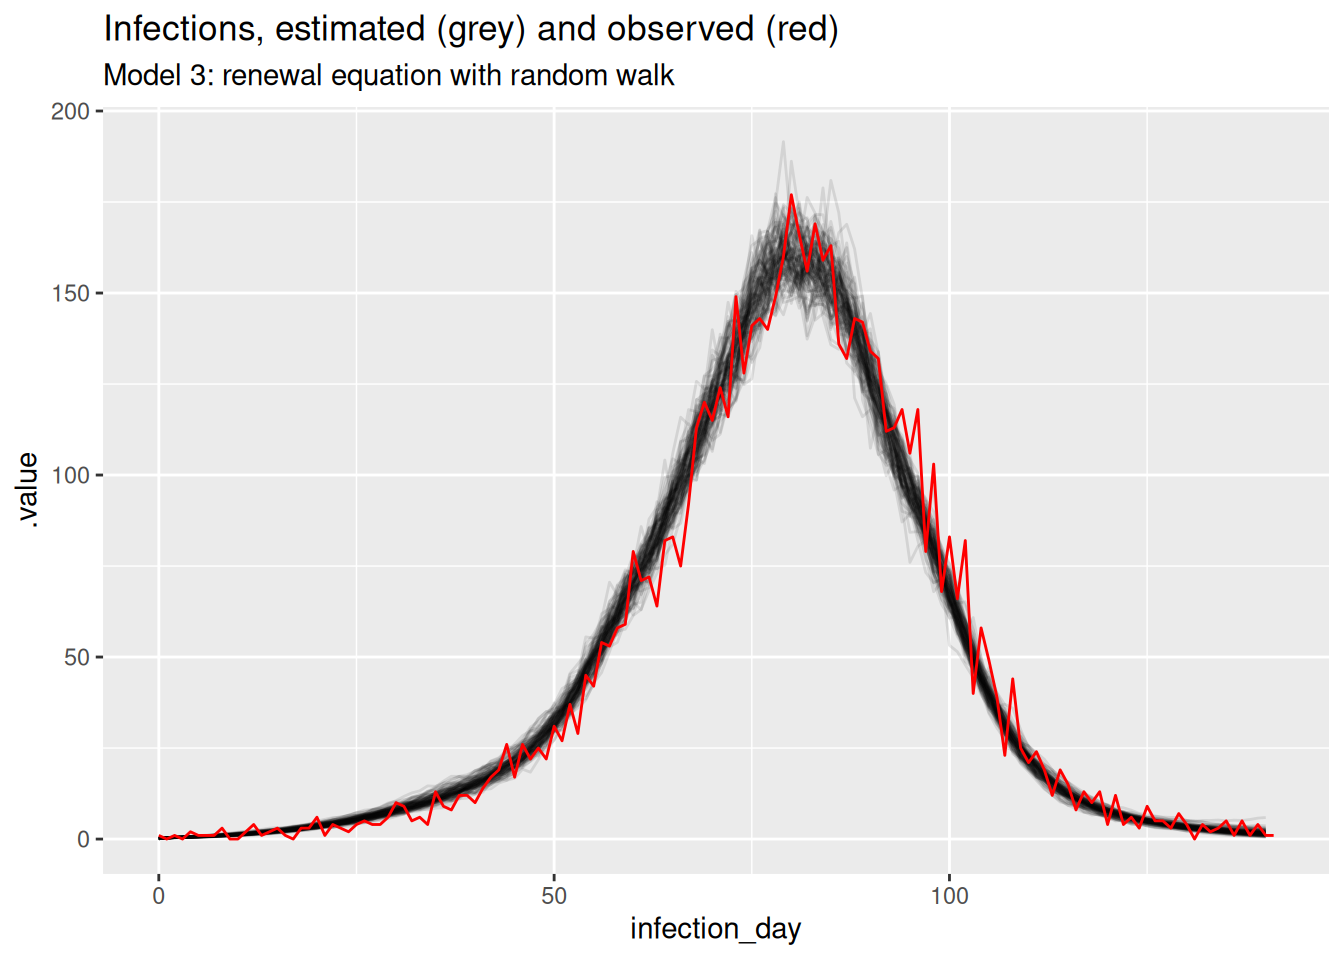 Infections, estimated (grey) and observed (red)
Model 3: renewal equation with random walk
200
150
100
50
0
.value
0
50
100
infection_day